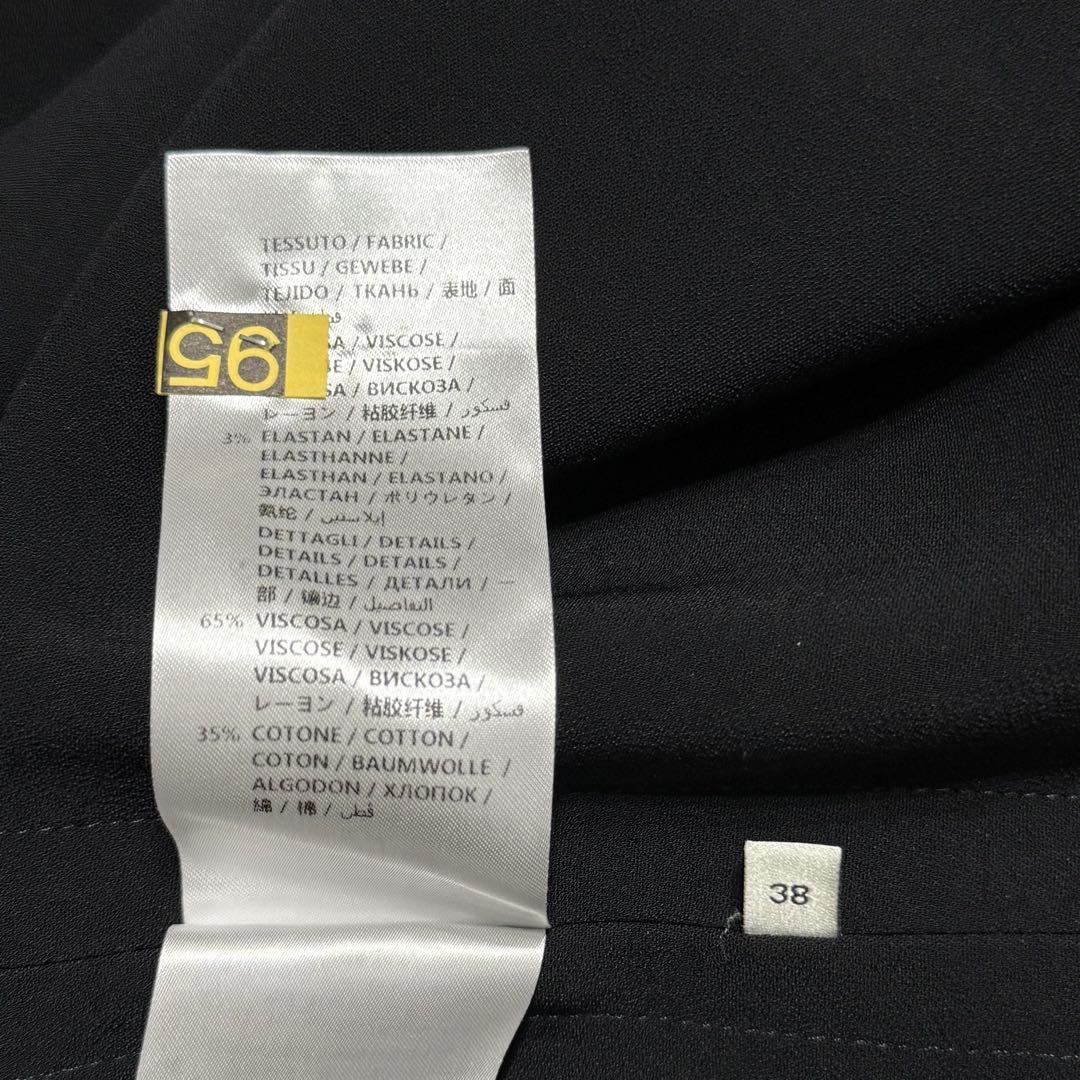 TESSUTO / FABRIC /
TISSU / GEWEBE /
TEJIDO / ТКАНЬ / 表地 / 面
95
A / VISCOSE /
SE / VISKOSE /
SA / ВИСКОЗА /
レーヨン / 粘胶纤维 / فسكوز
3% ELASTAN / ELASTANE /
ELASTHANNE /
ELASTHAN / ELASTANO /
ЭЛАСТАН / ポリウレタン /
氨纶 / إيلاستين
DETTAGLI / DETAILS /
DETAILS / DETAILS /
DETALLES / ДЕТАЛИ / 一
部 / 镶边 / التفاصيل
65% VISCOSA / VISCOSE /
VISCOSE / VISKOSE /
VISCOSA / ВИСКОЗА /
レーヨン / 粘胶纤维 / فسكوز
35% COTONE / COTTON /
COTON / BAUMWOLLE /
ALGODON / ХЛОПОК /
綿 / 棉 / قطن
38